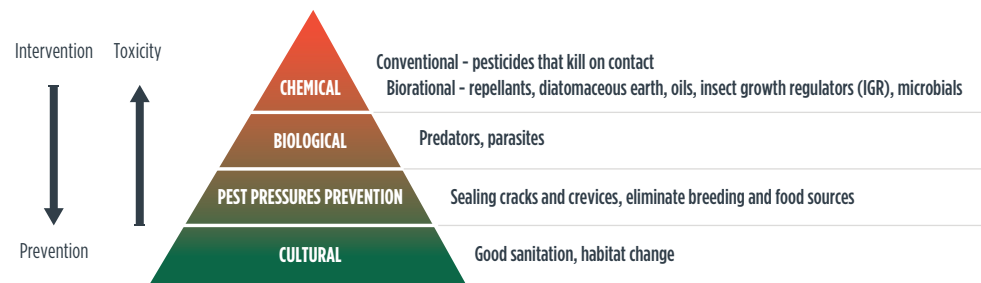 Intervention Toxicity
Conventional - pesticides that kill on contact
CHEMICAL Biorational - repellants, diatomaceous earth, oils, insect growth regulators (IGR), microbials
BIOLOGICAL Predators, parasites
PEST PRESSURES PREVENTION Sealing cracks and crevices, eliminate breeding and food sources
Prevention
CULTURAL Good sanitation, habitat change